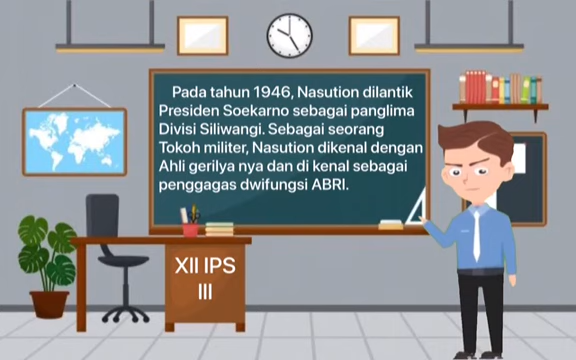 Pada tahun 1946, Nasution dilantik
Presiden Soekarno sebagai panglima
Divisi Siliwangi. Sebagai seorang
Tokoh militer, Nasution dikenal dengan
Ahli gerilya nya dan di kenal sebagai
penggagas dwifungsi ABRI.
XII IPS
III